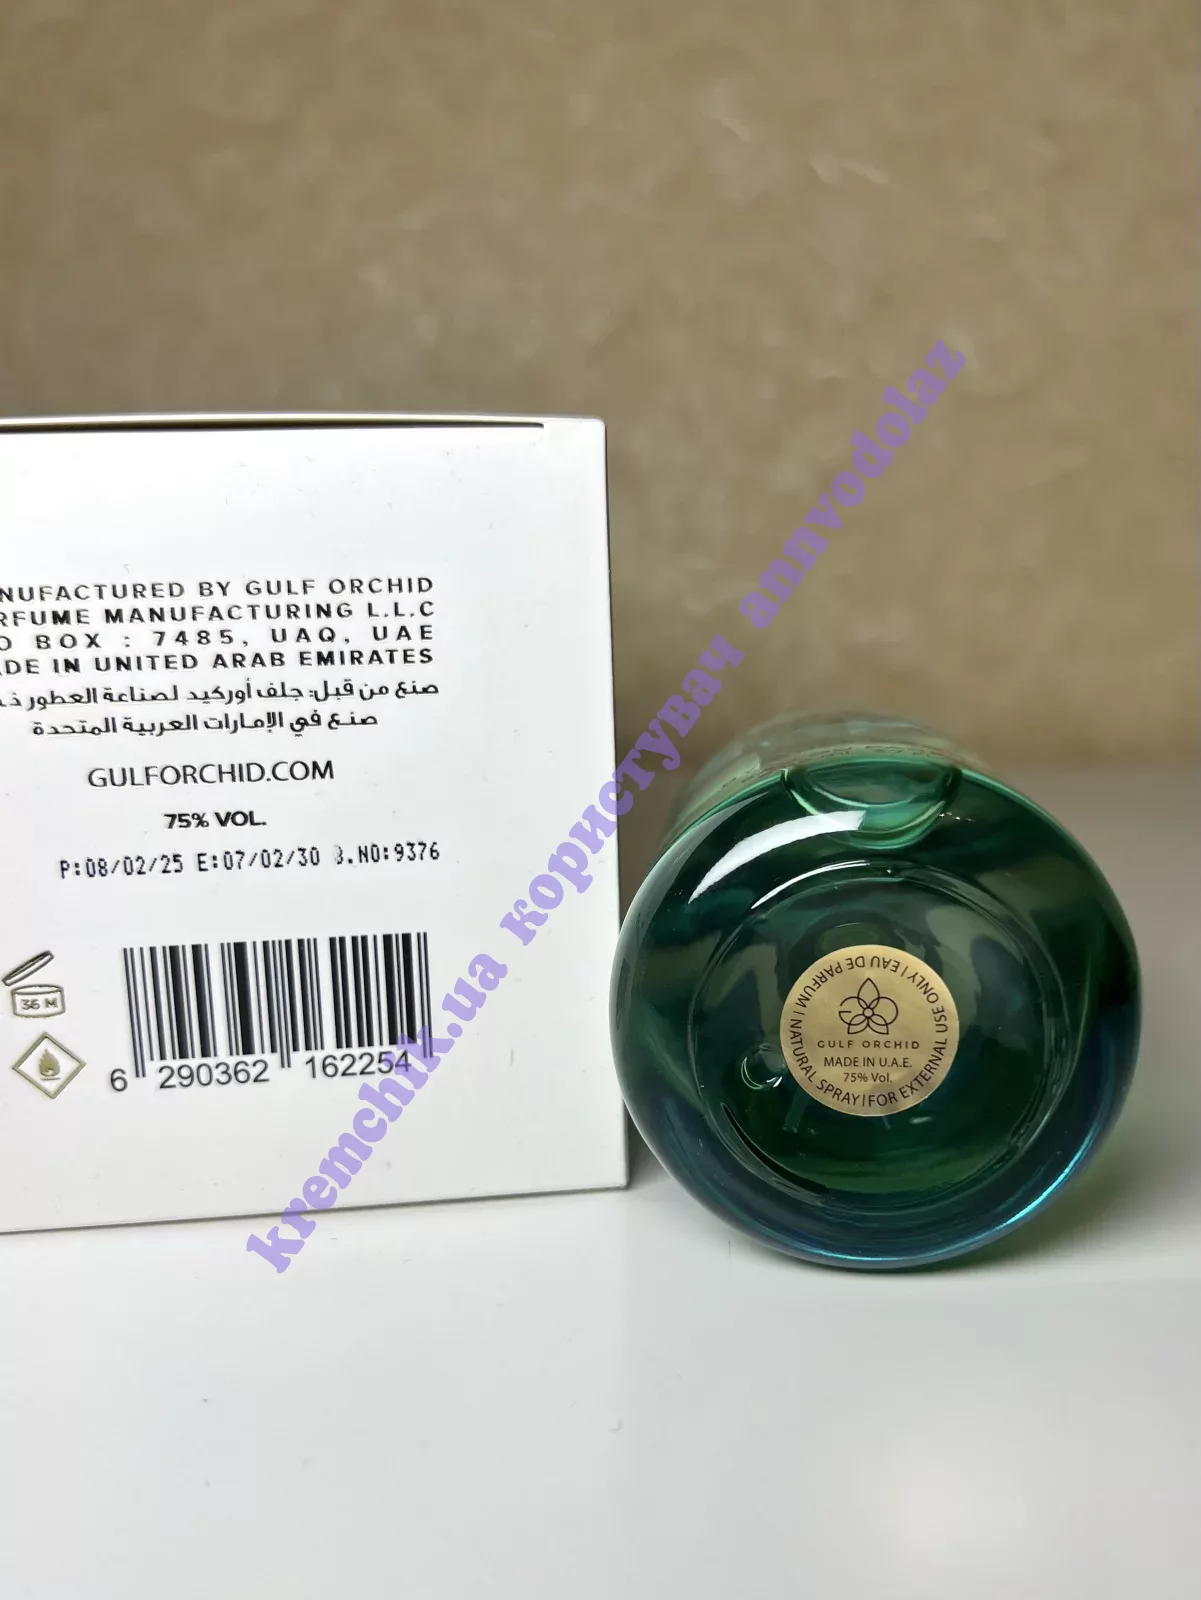 NUFACTURED BY GULF ORCHID
RFUME MANUFACTURING L.L.C
O BOX : 7485, UAQ, UAE
DE IN UNITED ARAB EMIRATES
صنع من قبل: جلف أوركيد لصناعة العطور
صنع في الإمارات العربية المتحدة
GULFORCHID.COM
75% VOL.
P:08/02/25 E:07/02/30 B.NO:9376
36 M
6 290362 162254
EAU DE PARFUM | NATURAL SPRAY | FOR EXTERNAL USE ONLY |
GULF ORCHID
MADE IN U.A.E.
75% Vol.
kremchik.ua користувач annvodolaz